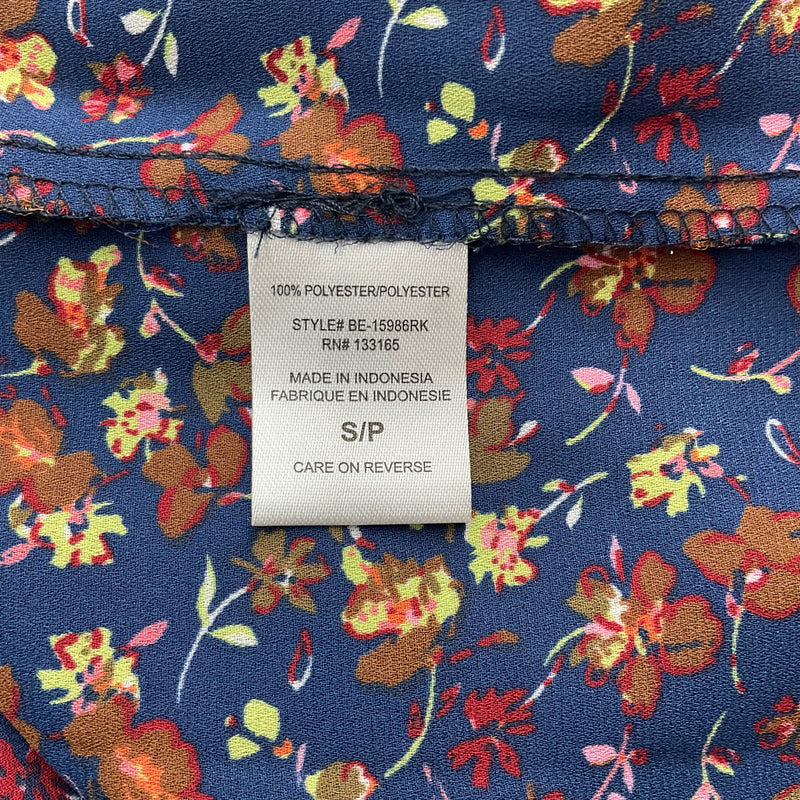 100% POLYESTER/POLYESTER
STYLE# BE-15986RK
RN# 133165
MADE IN INDONESIA
FABRIQUE EN INDONESIE
S/P
CARE ON REVERSE